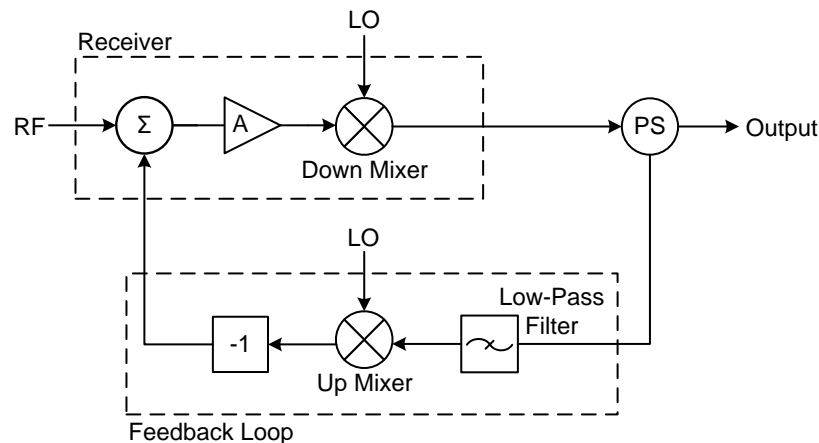 LO
Receiver
RF
Σ
A
PS
Output
Down Mixer
LO
Low-Pass
Filter
-1
Up Mixer
Feedback Loop